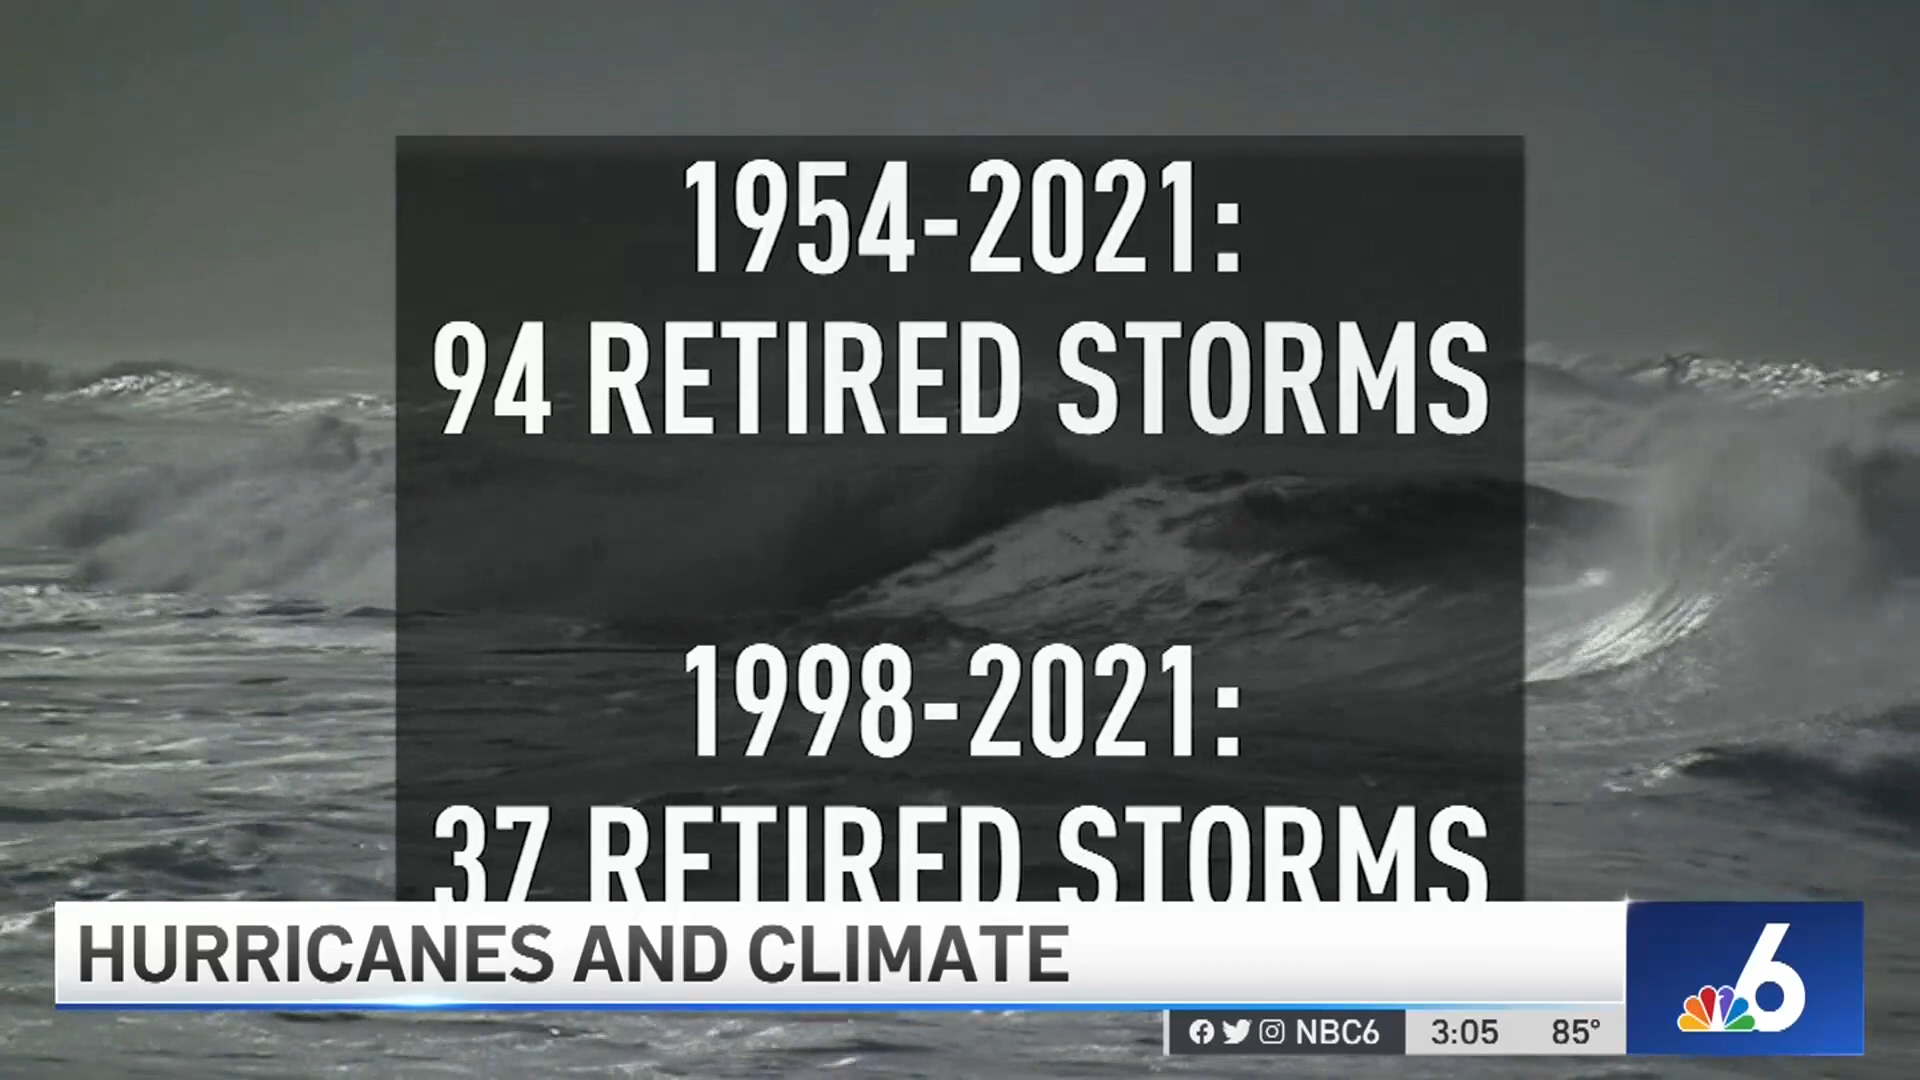 1954-2021:
94 RETIRED STORMS
1998-2021:
37 RETIRED STORMS
HURRICANES AND CLIMATE
6
NBC6 3:05 85°